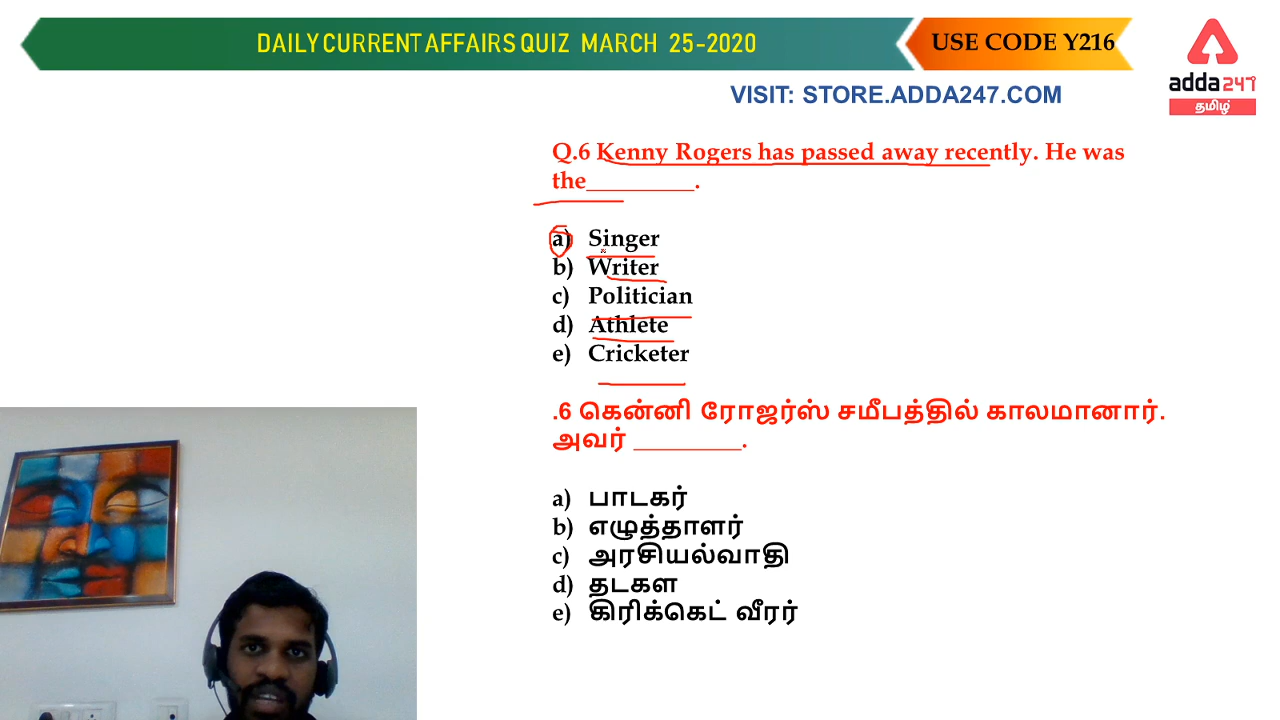 DAILY CURRENT AFFAIRS QUIZ MARCH 25-2020
USE CODE Y216
adda247
தமிழ்
VISIT: STORE.ADDA247.COM
Q.6 Kenny Rogers has passed away recently. He was
the_________.
a) Singer
b) Writer
c) Politician
d) Athlete
e) Cricketer
.6 கென்னி ரோஜர்ஸ் சமீபத்தில் காலமானார்.
அவர் _________.
a) பாடகர்
b) எழுத்தாளர்
c) அரசியல்வாதி
d) தடகள
e) கிரிக்கெட் வீரர்